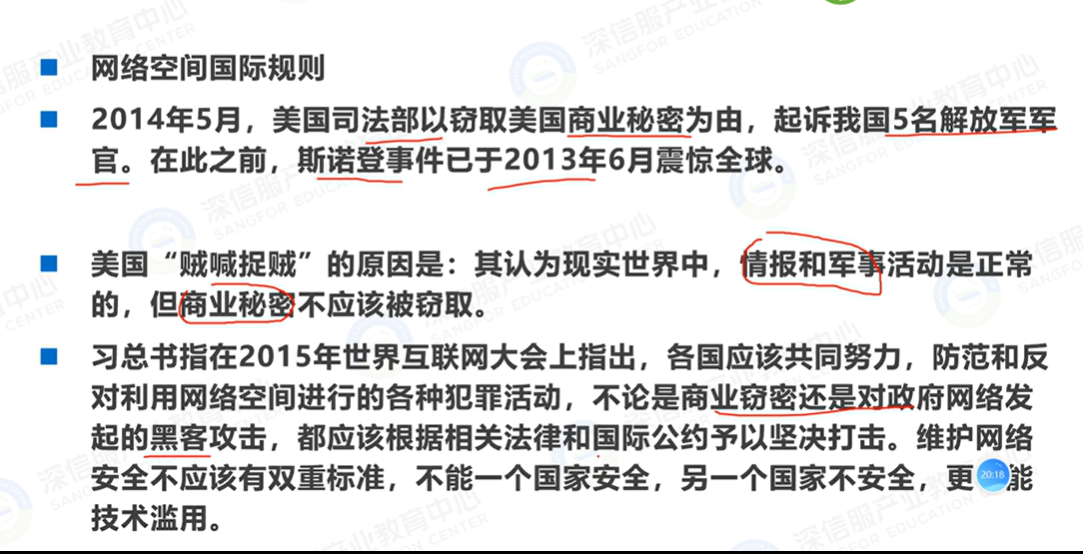 网络空间国际规则
2014年5月，美国司法部以窃取美国商业秘密为由，起诉我国5名解放军军
官。在此之前，斯诺登事件已于2013年6月震惊全球。
美国“贼喊捉贼”的原因是：其认为现实世界中，情报和军事活动是正常
的，但商业秘密不应该被窃取。
习总书指在2015年世界互联网大会上指出，各国应该共同努力，防范和反
对利用网络空间进行的各种犯罪活动，不论是商业窃密还是对政府网络发
起的黑客攻击，都应该根据相关法律和国际公约予以坚决打击。维护网络
安全不应该有双重标准，不能一个国家安全，另一个国家不安全，更 20:18 能
技术滥用。
深信服产业教育中心
SANGFOR EDUCATION CENTER